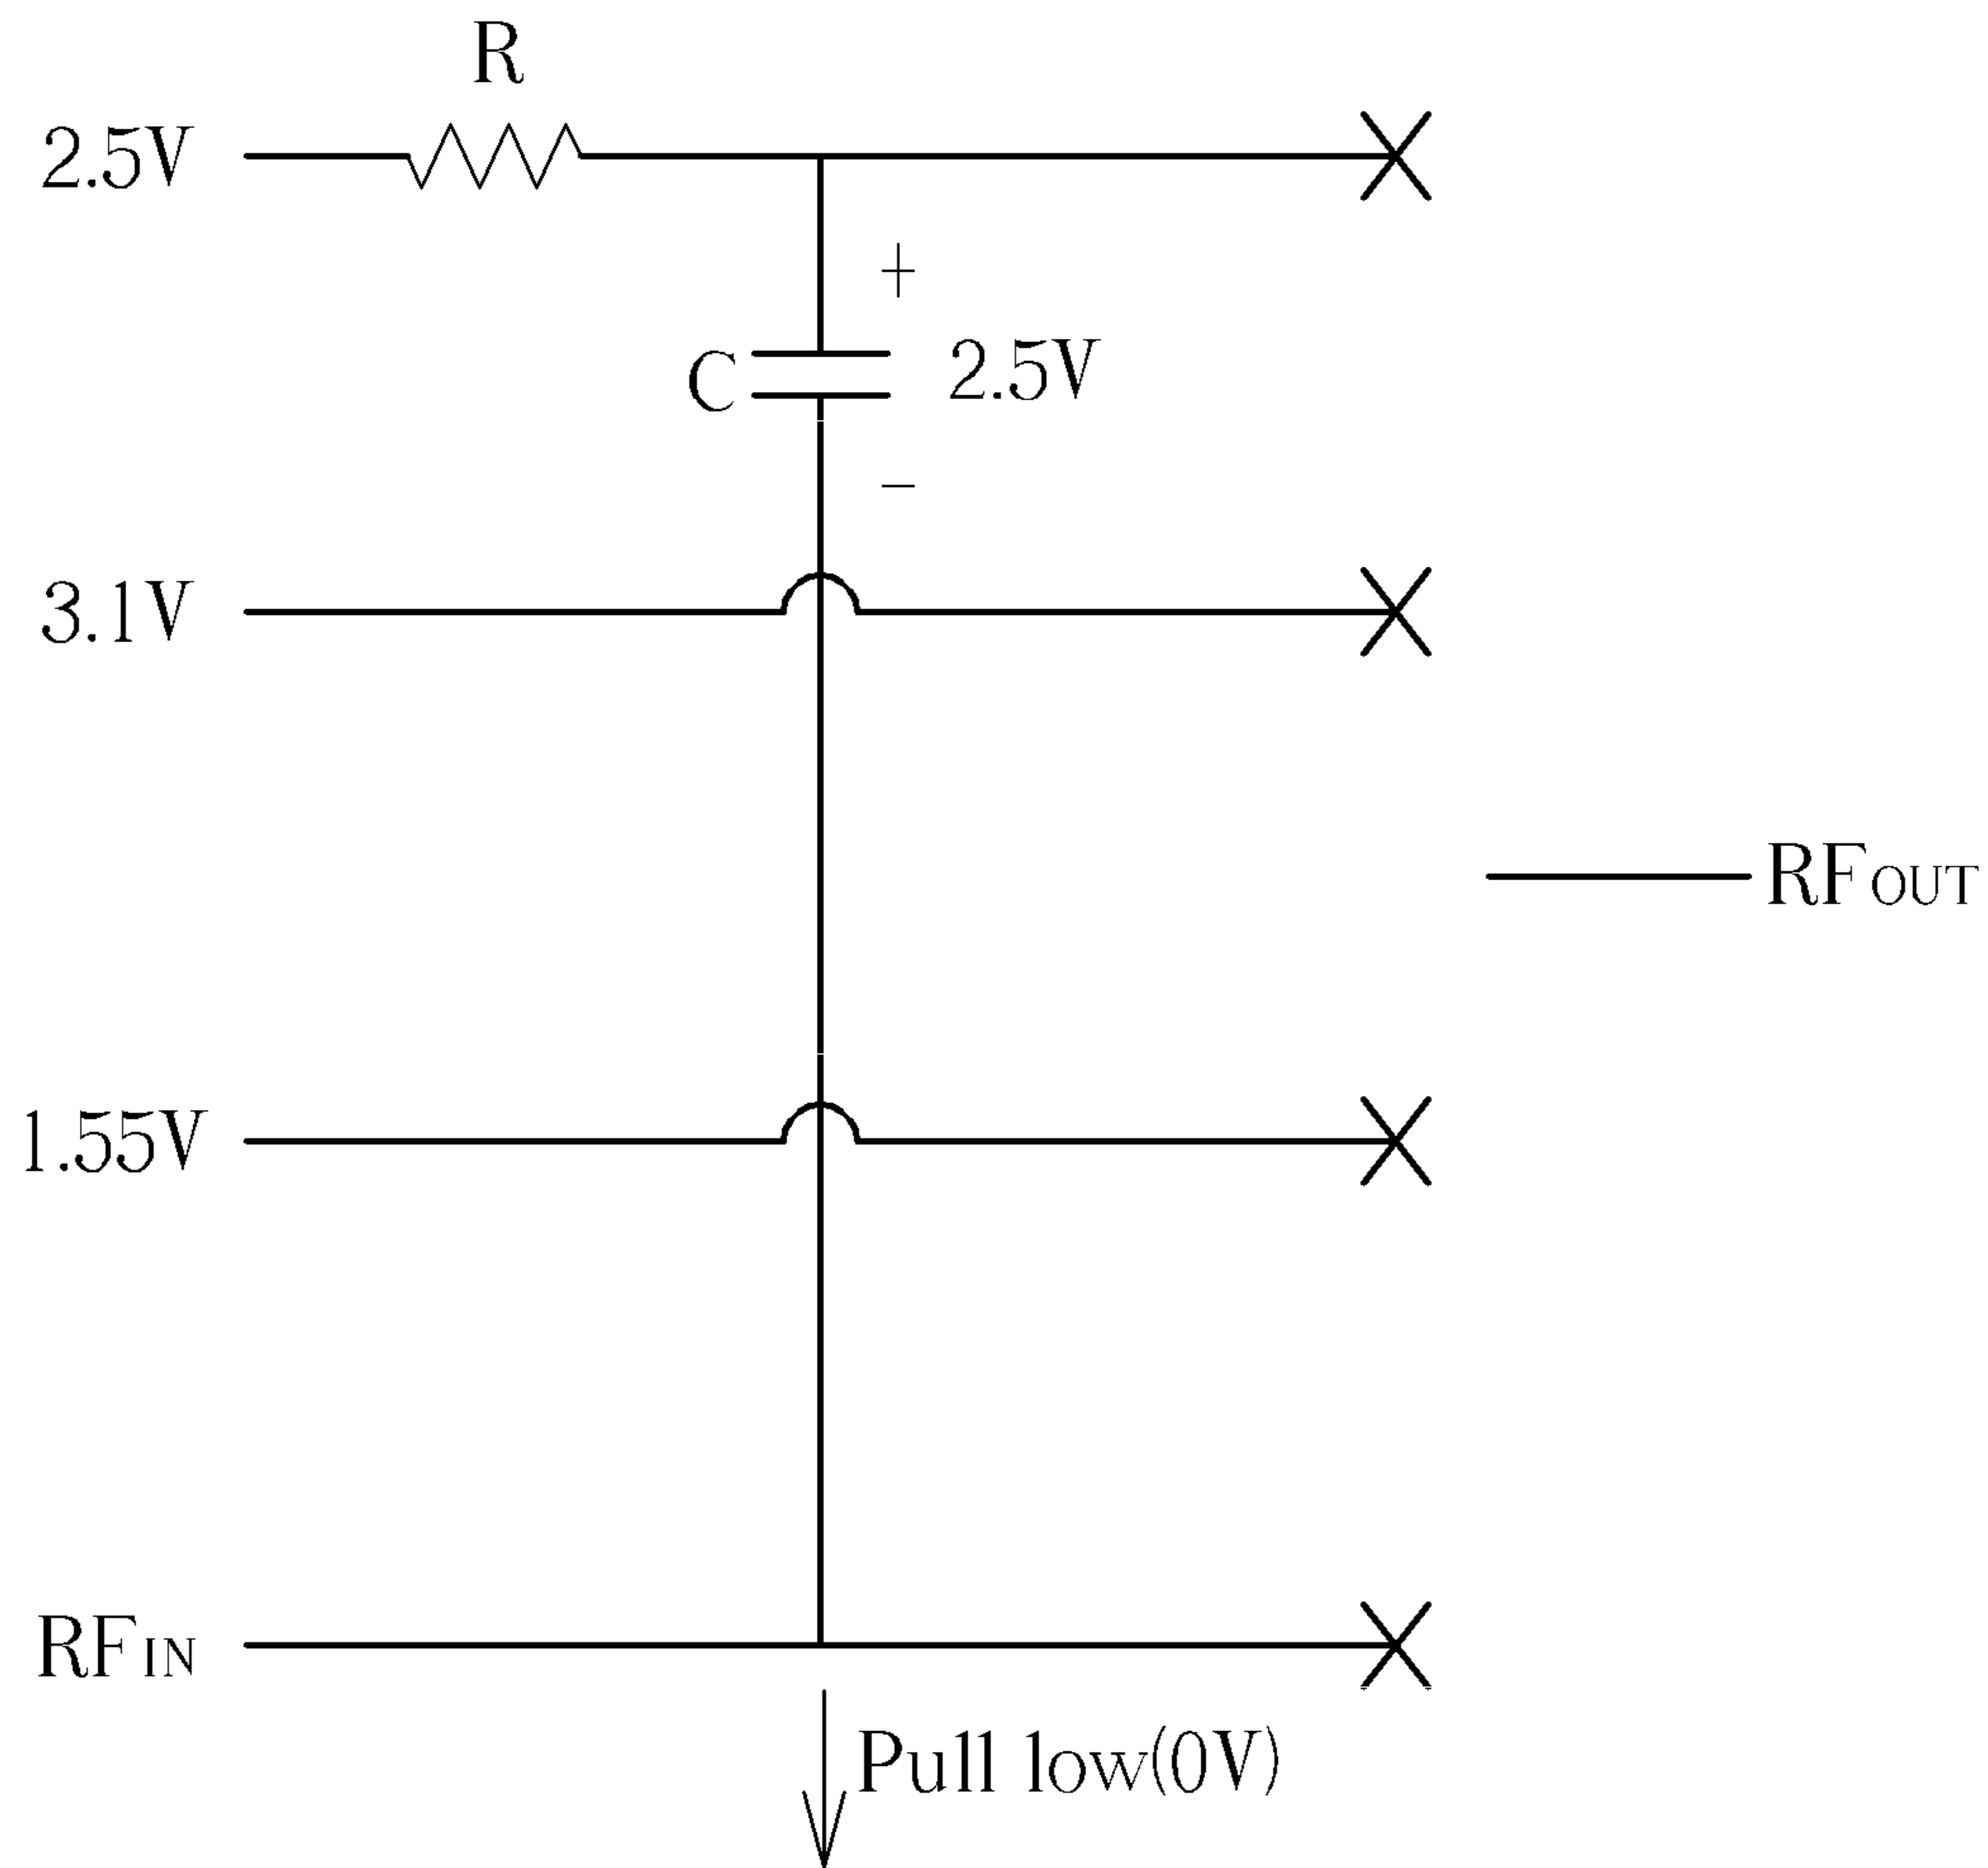 R
2.5V
+
C
2.5V
−
3.1V
RFOUT
1.55V
RFIN
Pull low(0V)